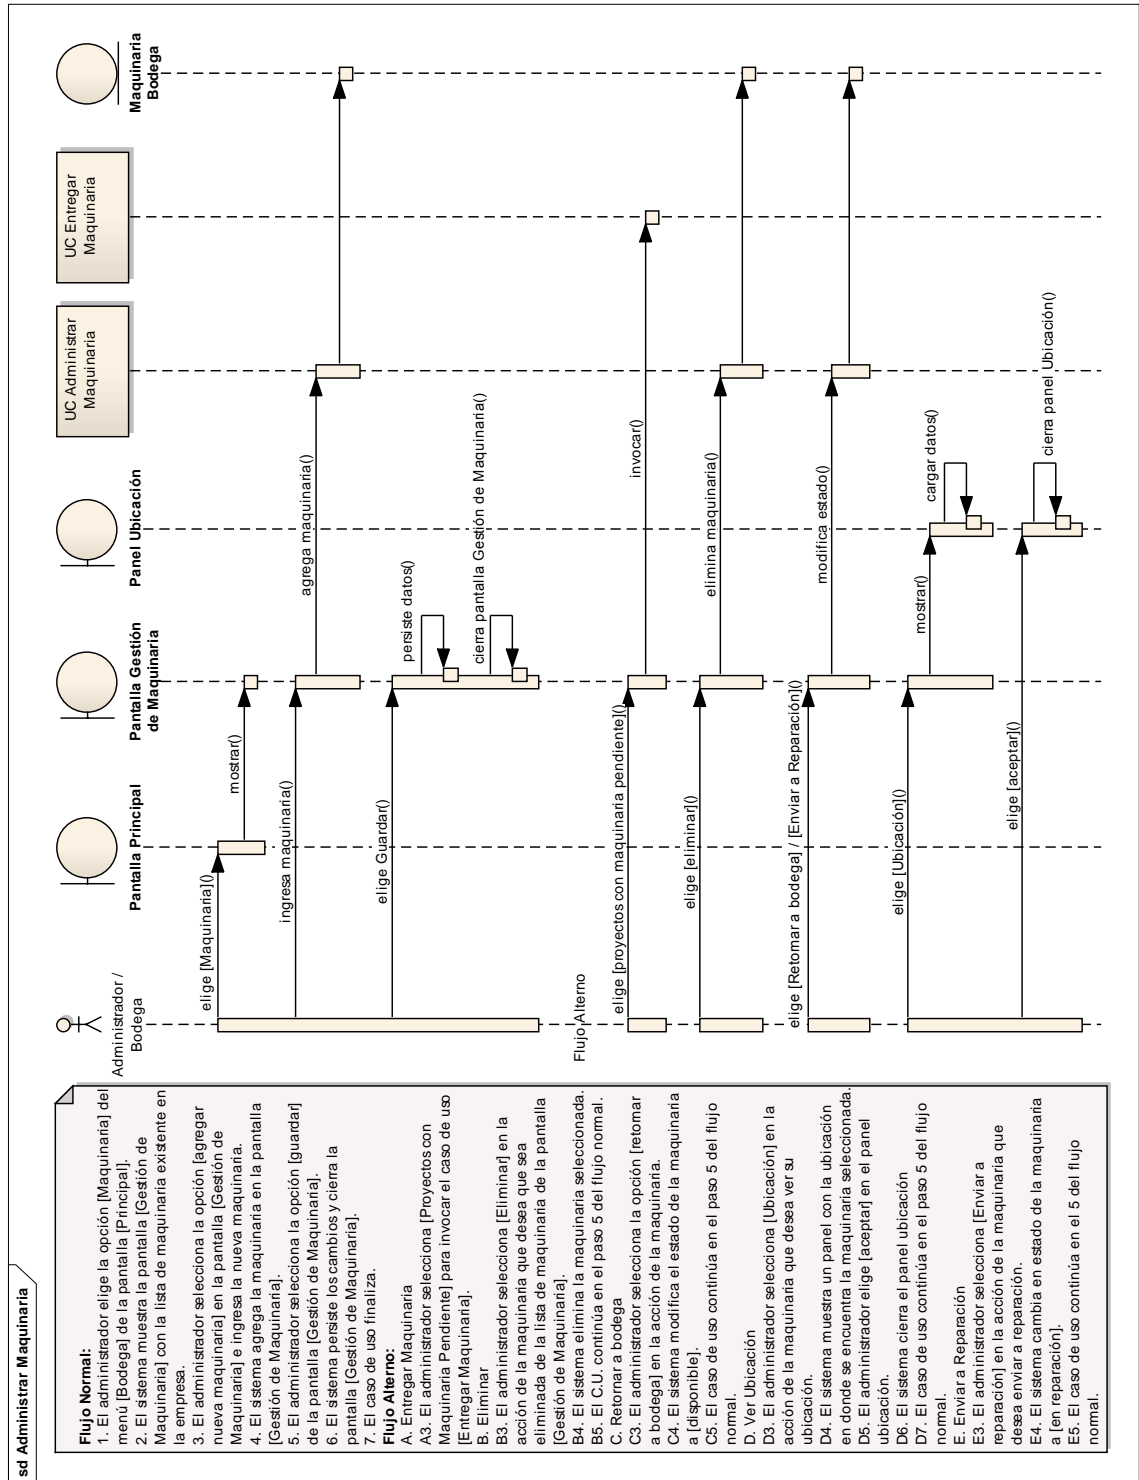 sd Administrar Maquinaria
Flujo Normal:
1. El administrador elige la opción [Maquinaria] del
menú [Bodega] de la pantalla [Principal].
2. El sistema muestra la pantalla [Gestión de
Maquinaria] con la lista de maquinaria existente en
la empresa.
3. El administrador selecciona la opción [agregar
nueva maquinaria] en la pantalla [Gestión de
Maquinaria] e ingresa la nueva maquinaria.
4. El sistema agrega la maquinaria en la pantalla
[Gestión de Maquinaria].
5. El administrador selecciona la opción [guardar]
de la pantalla [Gestión de Maquinaria].
6. El sistema persiste los cambios y cierra la
pantalla [Gestión de Maquinaria].
7. El caso de uso finaliza.
Flujo Alterno:
A. Entregar Maquinaria
A3. El administrador selecciona [Proyectos con
Maquinaria Pendiente] para invocar el caso de uso
[Entregar Maquinaria].
B. Eliminar
B3. El administrador selecciona [Eliminar] en la
acción de la maquinaria que desea que sea
eliminada de la lista de maquinaria de la pantalla
[Gestión de Maquinaria].
B4. El sistema elimina la maquinaria seleccionada.
B5. El C.U. continúa en el paso 5 del flujo normal.
C. Retornar a bodega
C3. El administrador selecciona la opción [retornar
a bodega] en la acción de la maquinaria.
C4. El sistema modifica el estado de la maquinaria
a [disponible].
C5. El caso de uso continúa en el paso 5 del flujo
normal.
D. Ver Ubicación
D3. El administrador selecciona [Ubicación] en la
acción de la maquinaria que desea ver su
ubicación.
D4. El sistema muestra un panel con la ubicación
en donde se encuentra la maquinaria seleccionada.
D5. El administrador elige [aceptar] en el panel
ubicación.
D6. El sistema cierra el panel ubicación
D7. El caso de uso continúa en el paso 5 del flujo
normal.
E. Enviar a Reparación
E3. El administrador selecciona [Enviar a
reparación] en la acción de la maquinaria que
desea enviar a reparación.
E4. El sistema cambia en estado de la maquinaria
a [en reparación].
E5. El caso de uso continúa en el 5 del flujo
normal.
Administrador /
Bodega
Pantalla Principal
Pantalla Gestión
de Maquinaria
Panel Ubicación
UC Administrar
Maquinaria
UC Entregar
Maquinaria
Maquinaria
Bodega
elige [Maquinaria]()
mostrar()
ingresa maquinaria()
agrega maquinaria()
elige Guardar()
persiste datos()
cierra pantalla Gestión de Maquinaria()
Flujo Alterno
elige [proyectos con maquinaria pendiente]()
invocar()
elige [eliminar]()
elimina maquinaria()
elige [Retornar a bodega] / [Enviar a Reparación]()
modifica estado()
elige [Ubicación]()
mostrar()
cargar datos()
elige [aceptar]()
cierra panel Ubicación()